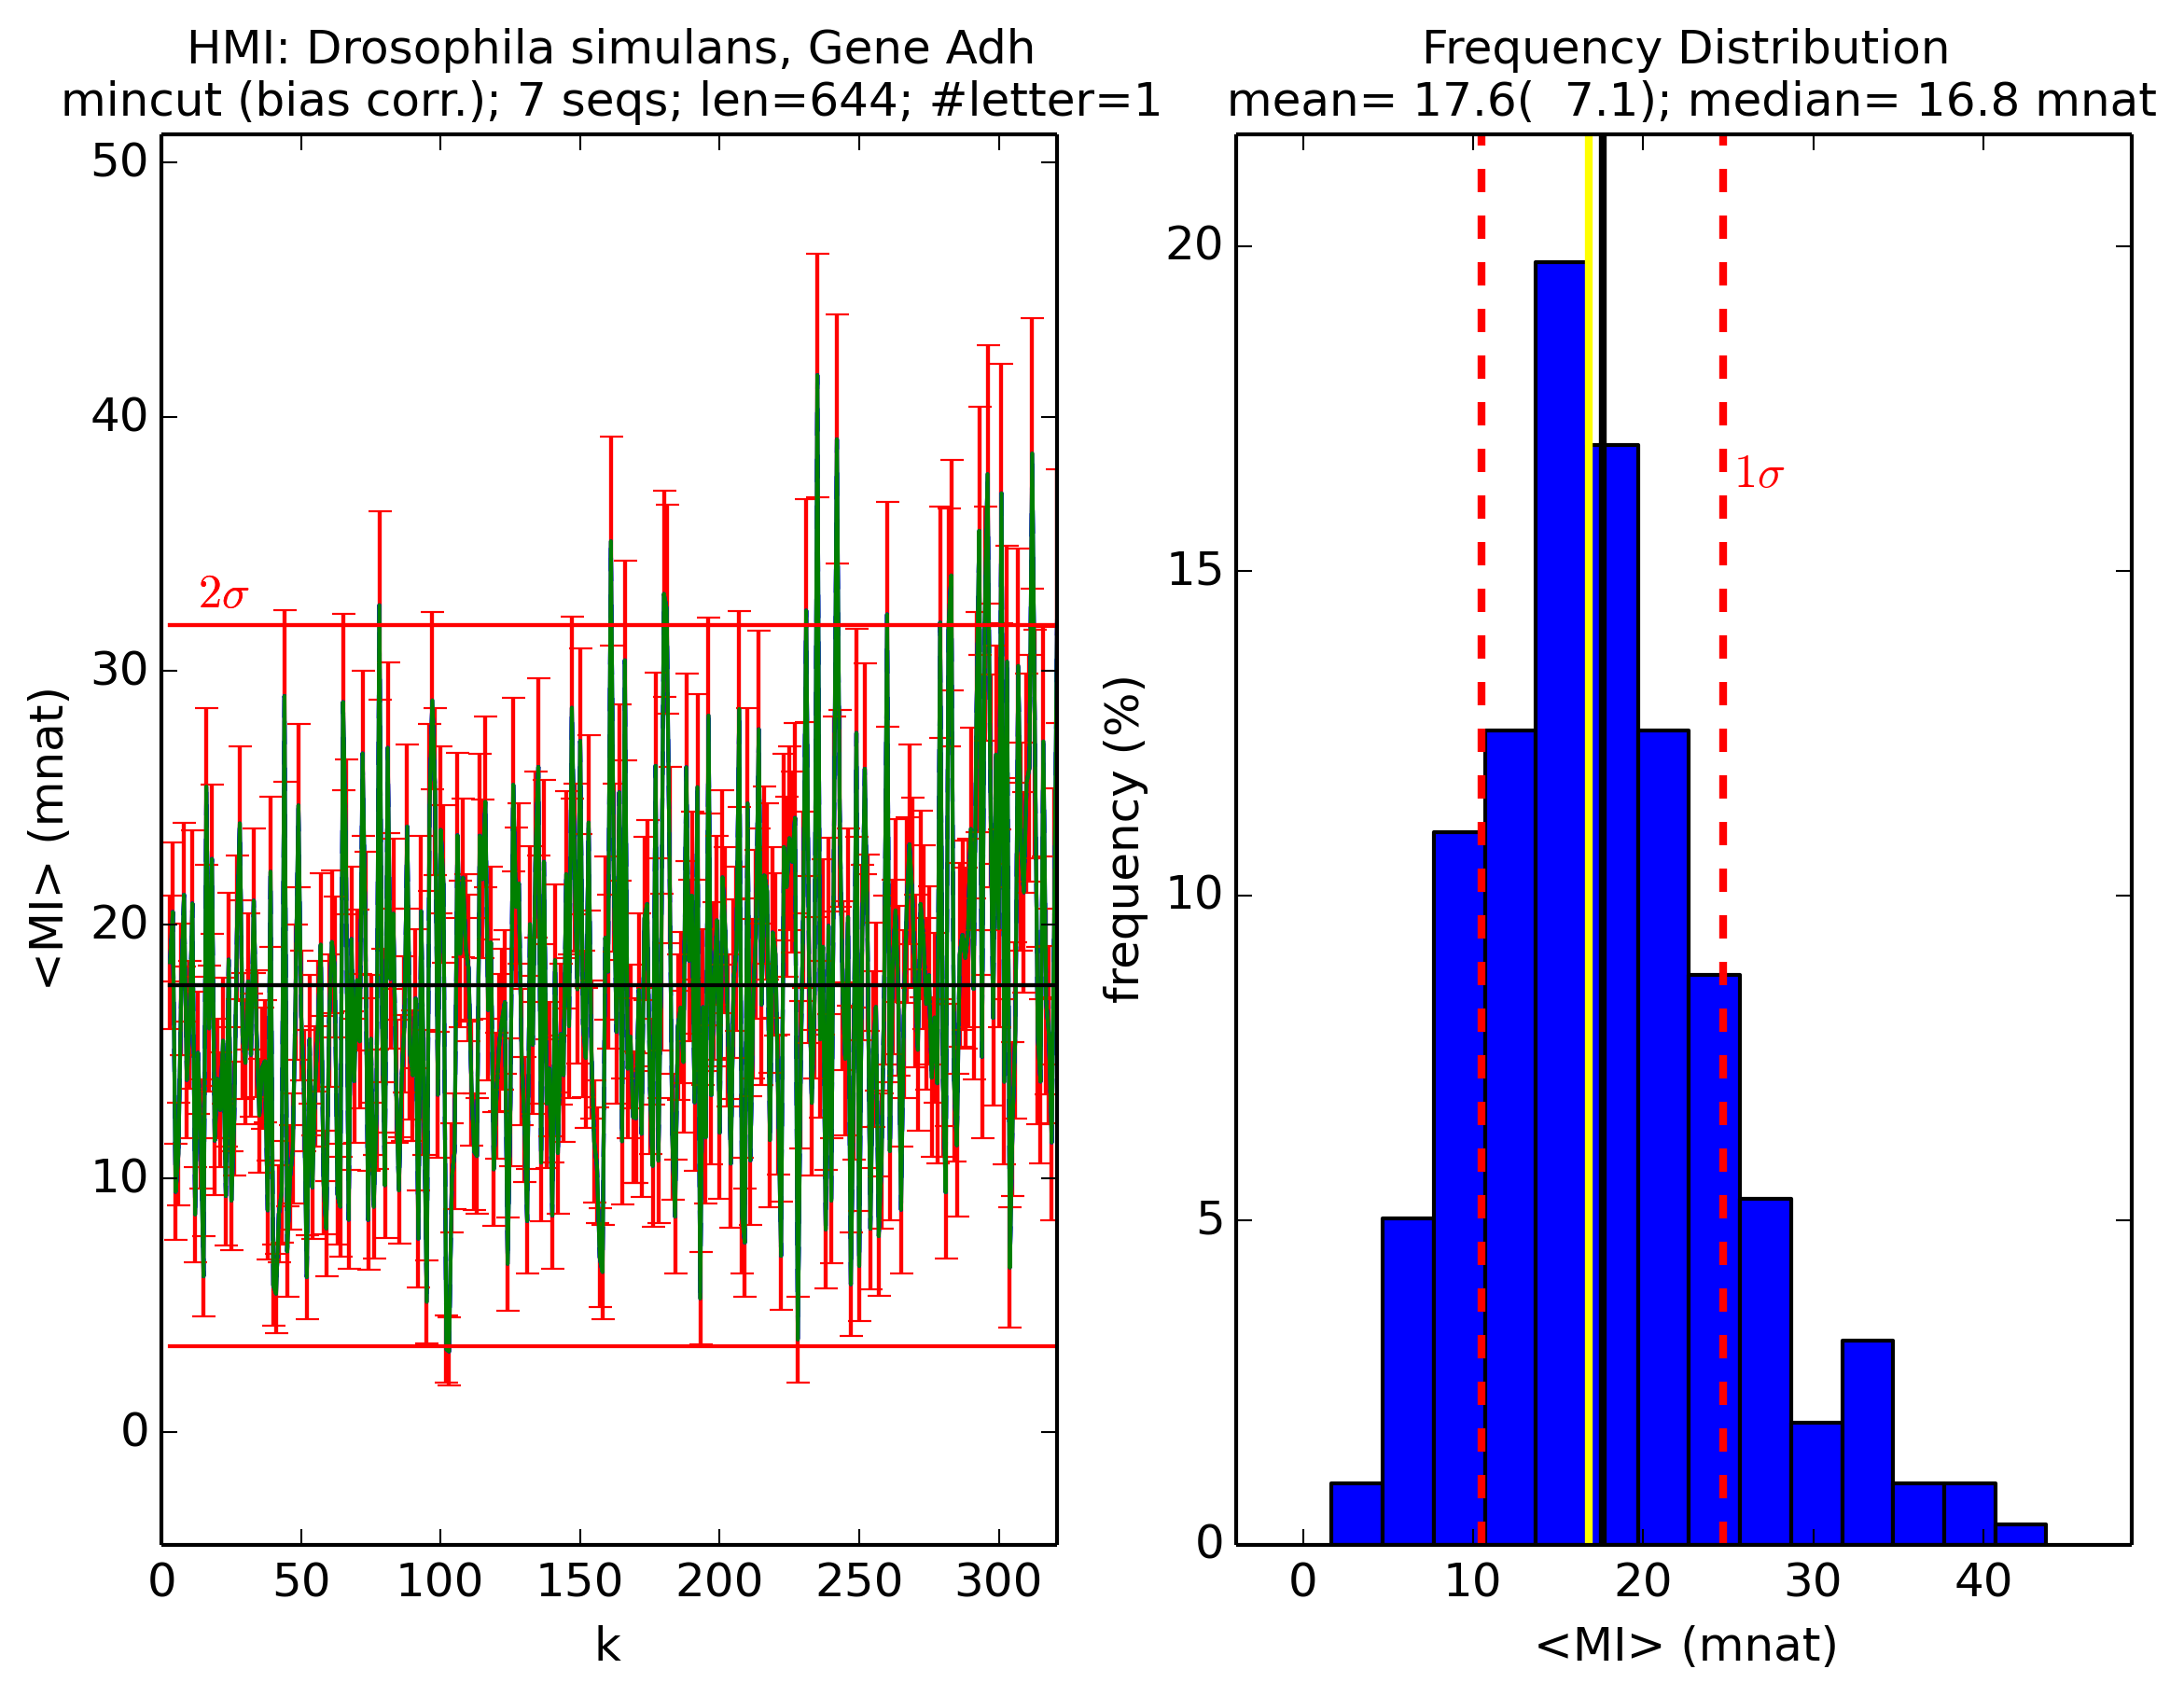 HMI: Drosophila simulans, Gene Adh
mincut (bias corr.); 7 seqs; len=644; #letter=1
<MI> (mnat)
50
40
30
20
10
0
2σ
0 50 100 150 200 250 300
k
Frequency Distribution
mean= 17.6(  7.1); median= 16.8 mnat
frequency (%)
20
15
10
5
0
1σ
0 10 20 30 40
<MI> (mnat)